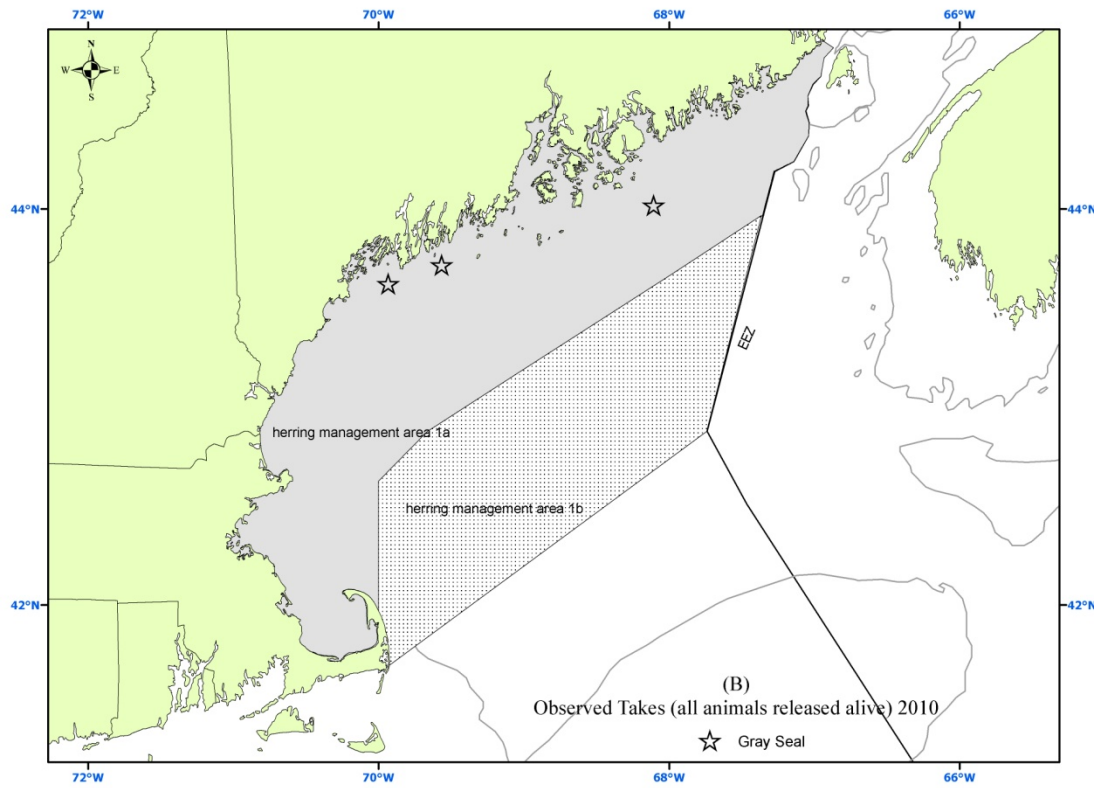 72°W 70°W 68°W 66°W
N
W E
S
44°N 44°N
EEZ
herring management area 1a
herring management area 1b
42°N 42°N
(B)
Observed Takes (all animals released alive) 2010
Gray Seal
72°W 70°W 68°W 66°W